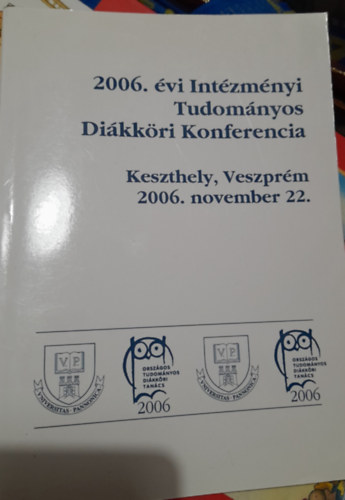 2006. évi Intézményi
Tudományos
Diákköri Konferencia
Keszthely, Veszprém
2006. november 22.
V P
UNIVERSITAS PANNONICA
ORSZÁGOS
TUDOMÁNYOS
DIÁKKÖRI
TANÁCS
2006
V P
UNIVERSITAS PANNONICA
ORSZÁGOS
TUDOMÁNYOS
DIÁKKÖRI
TANÁCS
2006